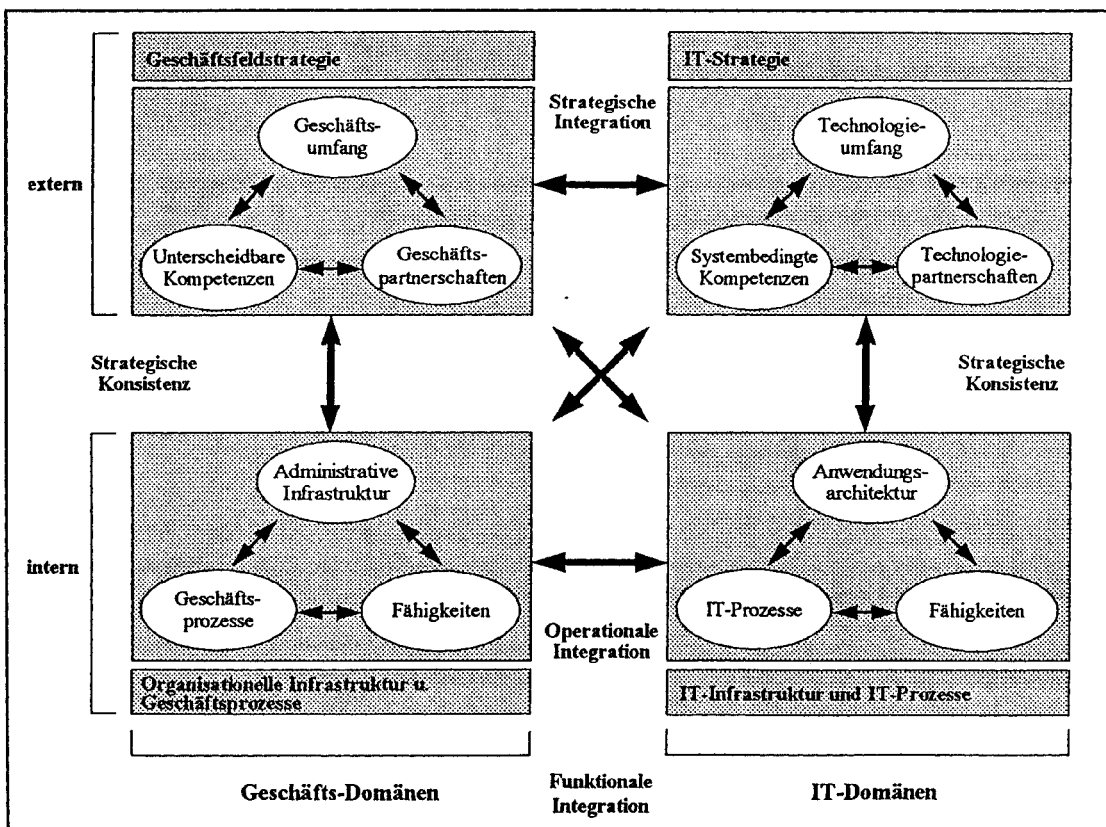 Geschäftsfeldstrategie
IT-Strategie
Strategische
Integration
Geschäfts-
umfang
Technologie-
umfang
extern
Unterscheidbare
Kompetenzen
Geschäfts-
partnerschaften
Systembedingte
Kompetenzen
Technologie-
partnerschaften
Strategische
Konsistenz
Strategische
Konsistenz
Administrative
Infrastruktur
Anwendungs-
architektur
intern
Geschäfts-
prozesse
Fähigkeiten
IT-Prozesse
Fähigkeiten
Operationale
Integration
Organisationelle Infrastruktur u.
Geschäftsprozesse
IT-Infrastruktur und IT-Prozesse
Geschäfts-Domänen
Funktionale
Integration
IT-Domänen